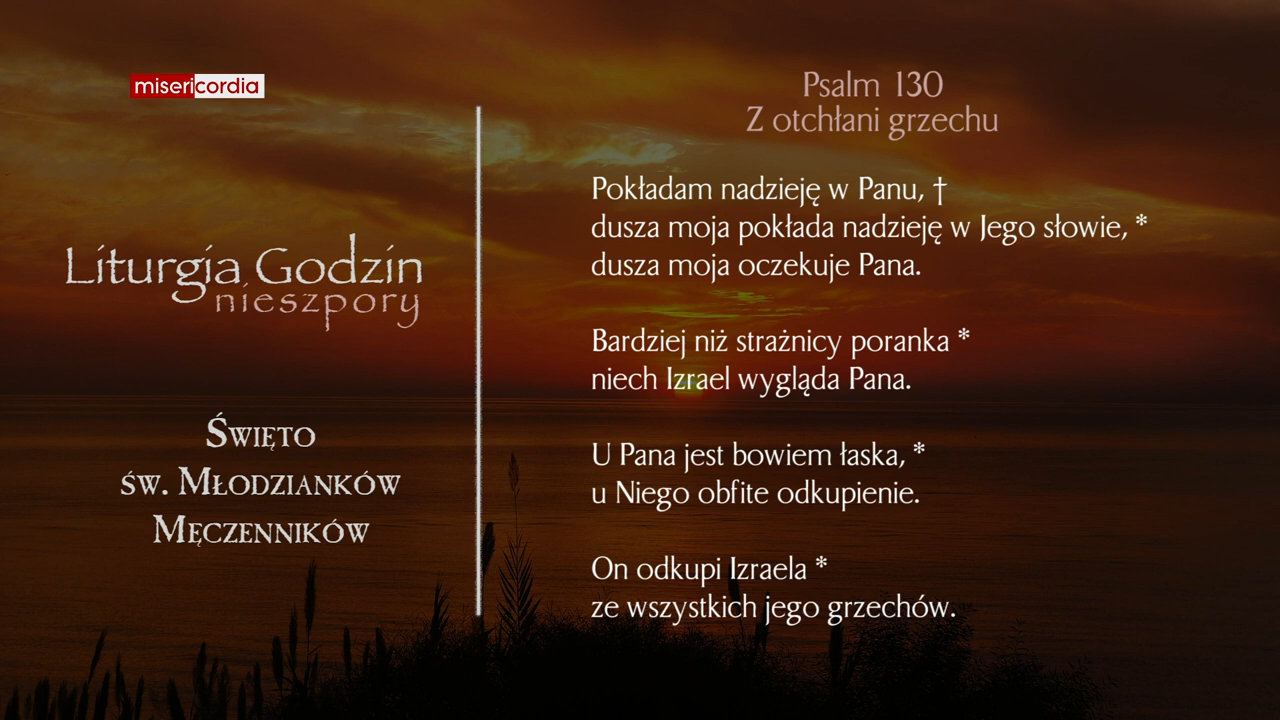 misericordia
Liturgia Godzin
nieszpory
Święto
św. Młodzianków
Męczenników
Psalm 130
Z otchłani grzechu
Pokładam nadzieję w Panu, †
dusza moja pokłada nadzieję w Jego słowie, *
dusza moja oczekuje Pana.
Bardziej niż strażnicy poranka *
niech Izrael wygląda Pana.
U Pana jest bowiem łaska, *
u Niego obfite odkupienie.
On odkupi Izraela *
ze wszystkich jego grzechów.